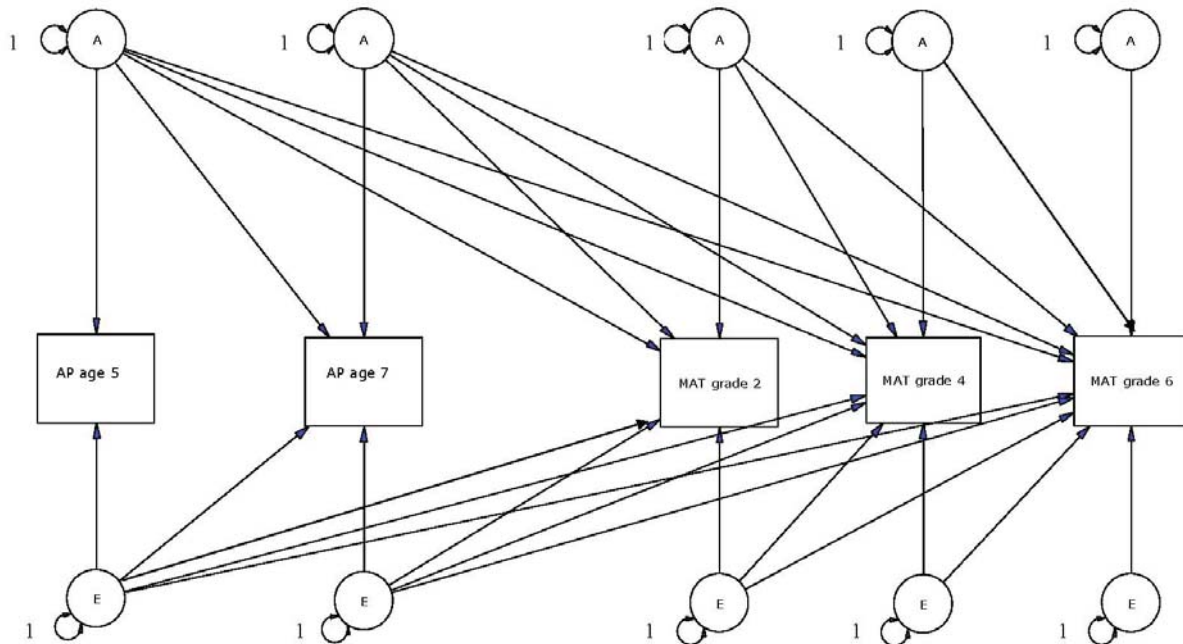 1 A 1 A 1 A 1 A 1 A
AP age 5 AP age 7 MAT grade 2 MAT grade 4 MAT grade 6
E E E E E
1 1 1 1 1